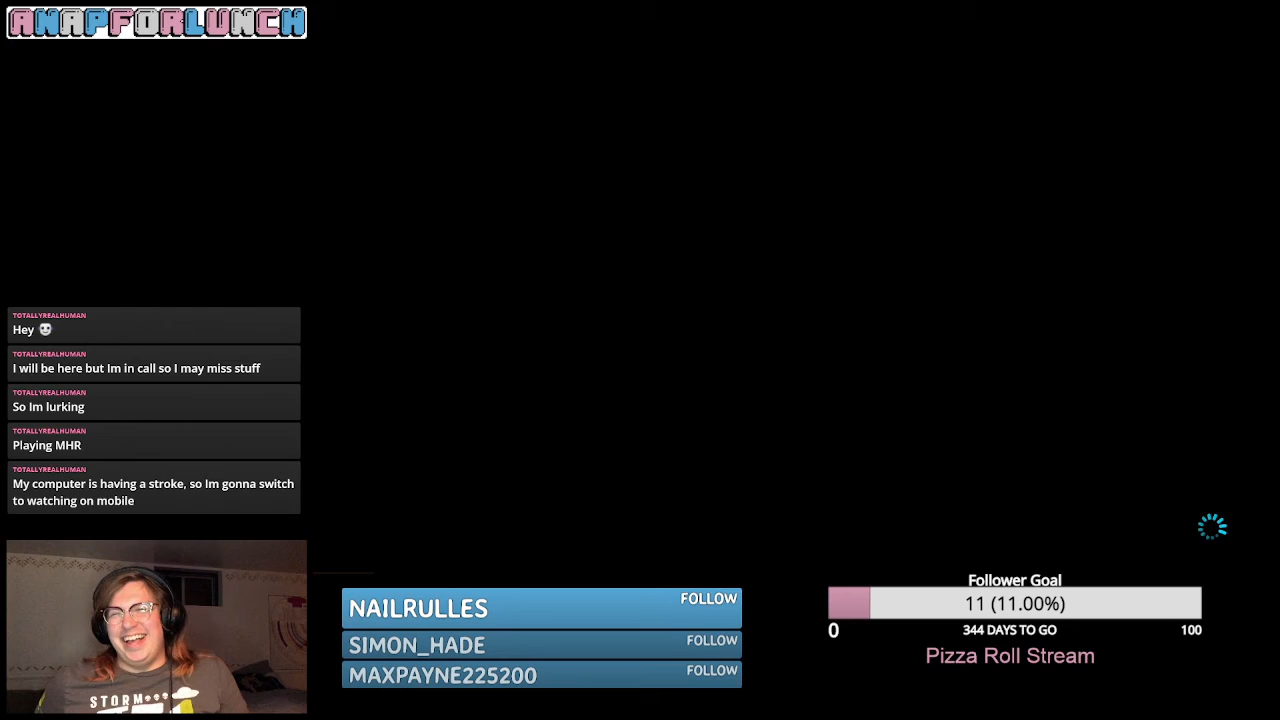 ANAPFORLUNCH
TOTALLYREALHUMAN
Hey
TOTALLYREALHUMAN
I will be here but Im in call so I may miss stuff
TOTALLYREALHUMAN
So Im lurking
TOTALLYREALHUMAN
Playing MHR
TOTALLYREALHUMAN
My computer is having a stroke, so Im gonna switch
to watching on mobile
STORM
NAILRULLES FOLLOW
SIMON_HADE FOLLOW
MAXPAYNE225200 FOLLOW
Follower Goal
11 (11.00%)
0 344 DAYS TO GO 100
Pizza Roll Stream